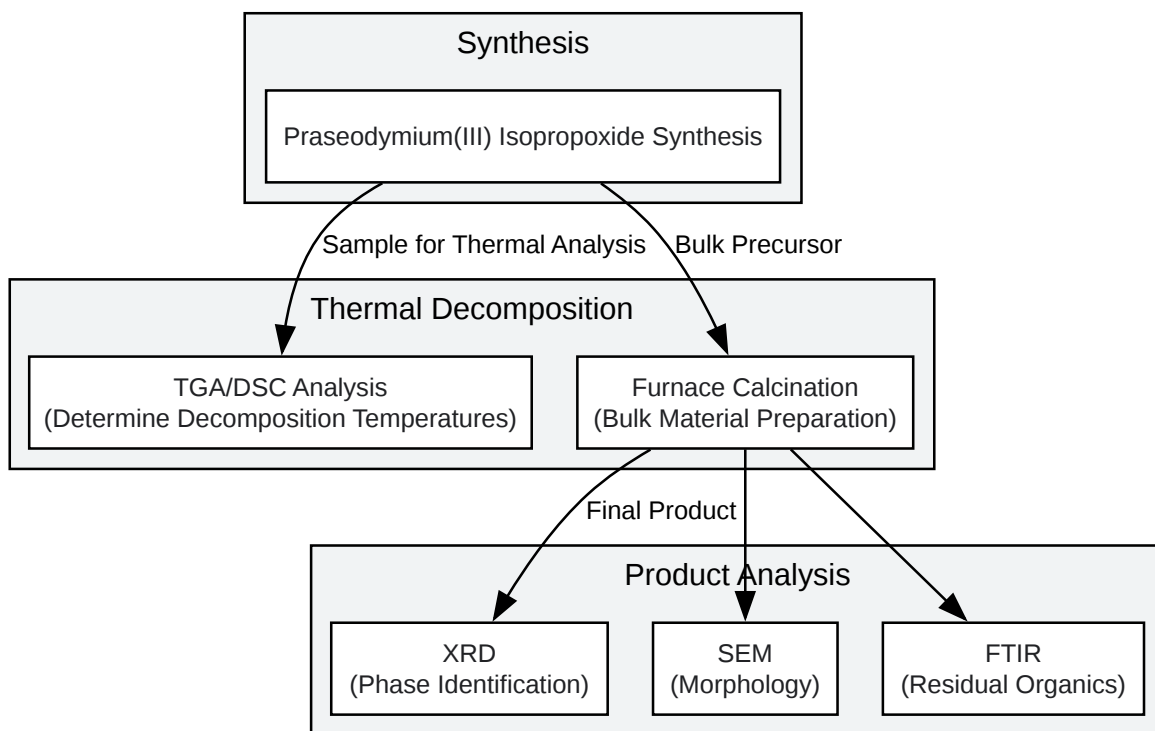 Synthesis
Praseodymium(III) Isopropoxide Synthesis
Sample for Thermal Analysis
Bulk Precursor
Thermal Decomposition
TGA/DSC Analysis
(Determine Decomposition Temperatures)
Furnace Calcination
(Bulk Material Preparation)
Final Product
Product Analysis
XRD
(Phase Identification)
SEM
(Morphology)
FTIR
(Residual Organics)